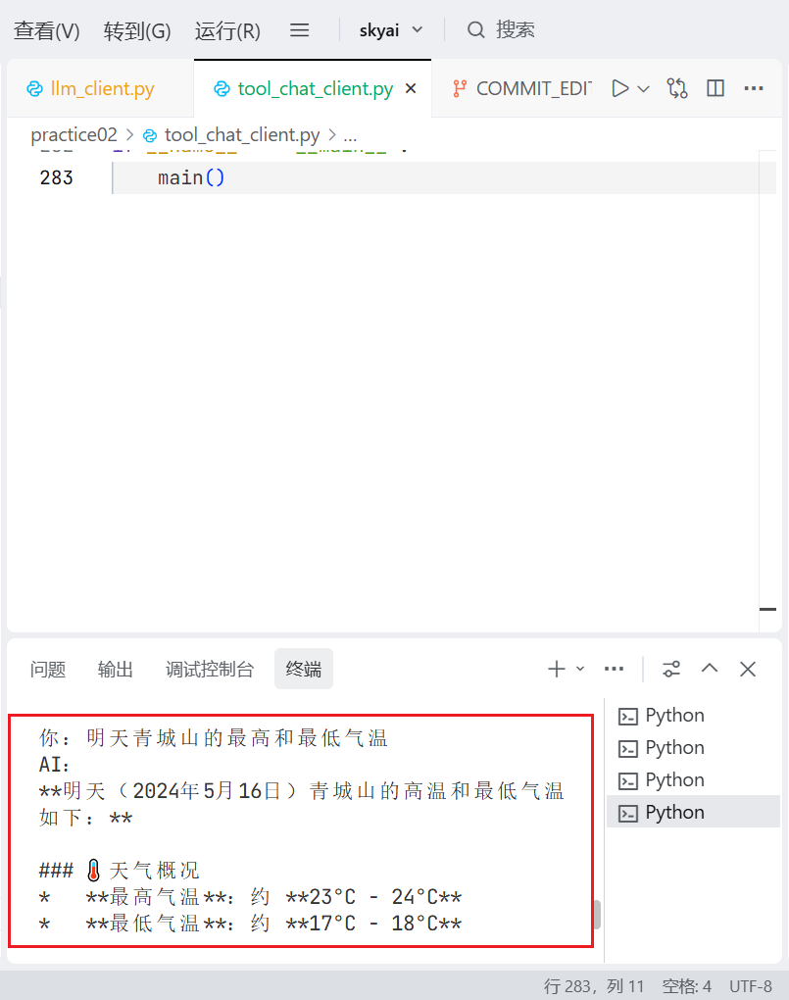 查看(V) 转到(G) 运行(R) skyai 搜索
llm_client.py tool_chat_client.py COMMIT_EDIT
practice02 > tool_chat_client.py > ...
283 main()
问题 输出 调试控制台 终端
你: 明天青城山的最高和最低气温
AI:
**明天（2024年5月16日）青城山的高温和最低气温
如下：**
### 🌡️天气概况
* **最高气温**: 约 **23°C - 24°C**
* **最低气温**: 约 **17°C - 18°C**
Python
Python
Python
Python
行 283，列 11 空格: 4 UTF-8